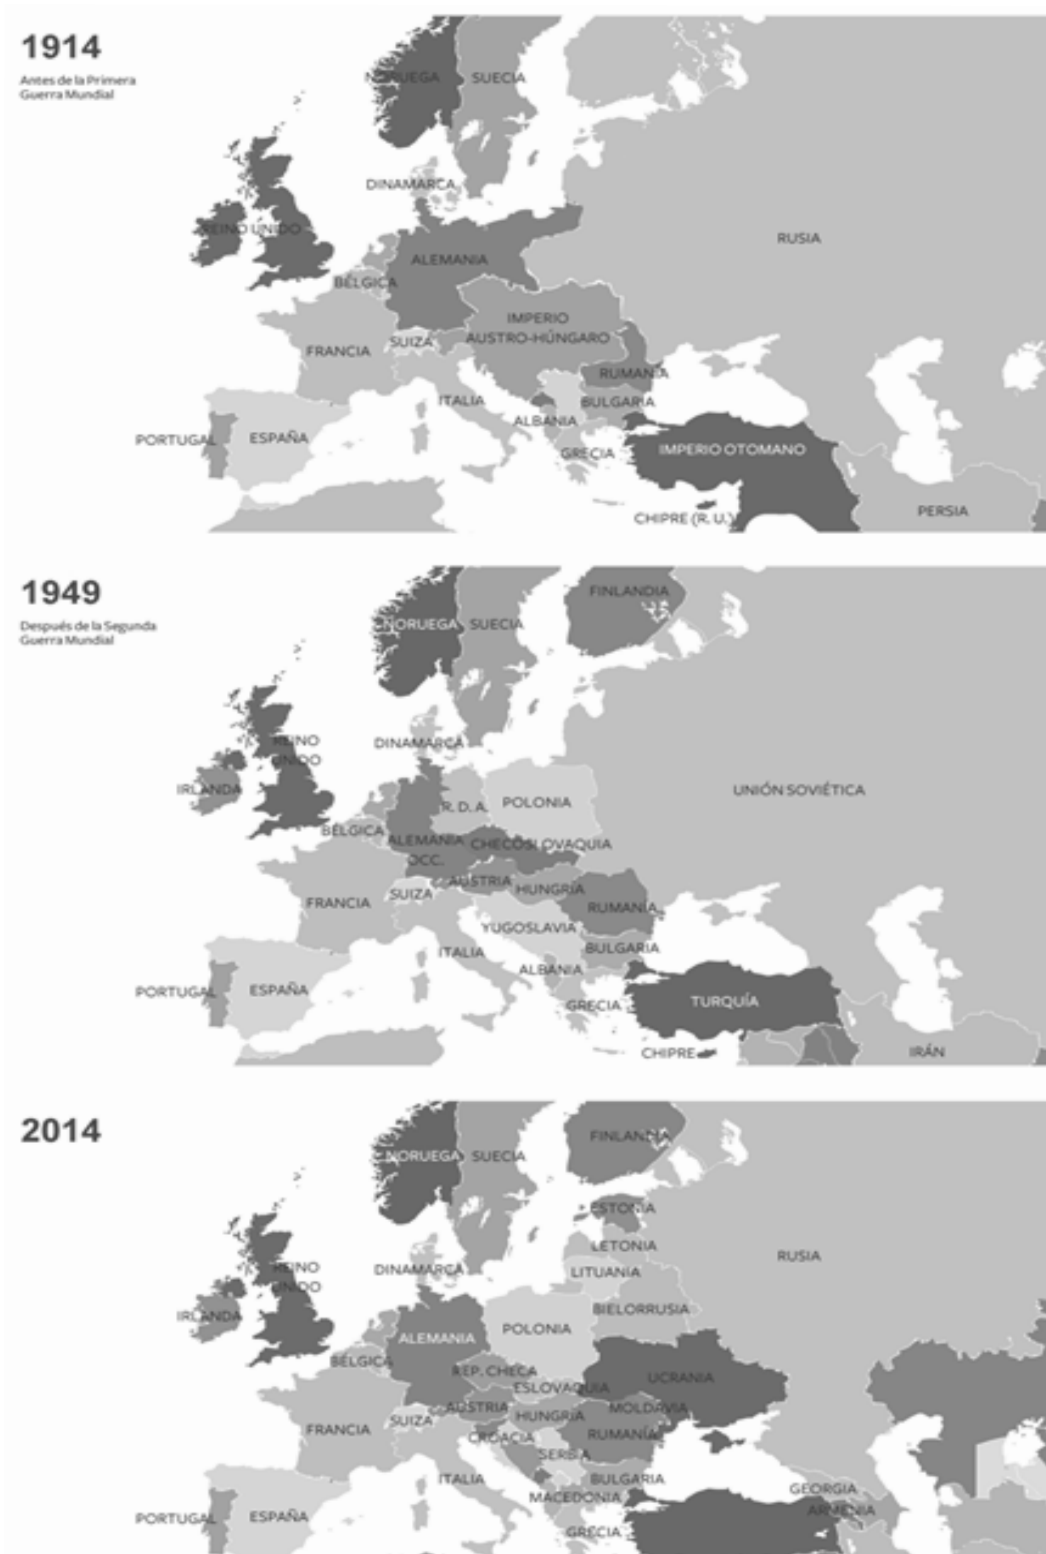 1914
Antes de la Primera
Guerra Mundial
NORUEGA
SUECIA
DINAMARCA
REINO UNIDO
RUSIA
ALEMANIA
BÉLGICA
IMPERIO
AUSTRO-HÚNGARO
FRANCIA
SUIZA
RUMANÍA
ITALIA
BULGARIA
ALBANIA
PORTUGAL
ESPAÑA
GRECIA
IMPERIO OTOMANO
CHIPRE (R. U.)
PERSIA
1949
Después de la Segunda
Guerra Mundial
FINLANDIA
NORUEGA
SUECIA
REINO
UNIDO
DINAMARCA
IRLANDA
UNIÓN SOVIÉTICA
R. D. A.
POLONIA
BÉLGICA
ALEMANIA
OCC.
CHECOSLOVAQUIA
AUSTRIA
HUNGRÍA
FRANCIA
SUIZA
RUMANÍA
YUGOSLAVIA
ITALIA
BULGARIA
ALBANIA
PORTUGAL
ESPAÑA
GRECIA
TURQUÍA
CHIPRE
IRÁN
2014
FINLANDIA
NORUEGA
SUECIA
ESTONIA
LETONIA
RUSIA
REINO
UNIDO
DINAMARCA
LITUANIA
IRLANDA
BIELORRUSIA
ALEMANIA
POLONIA
BÉLGICA
REP. CHECA
UCRANIA
ESLOVAQUIA
AUSTRIA
HUNGRÍA
MOLDAVIA
FRANCIA
SUIZA
CROACIA
RUMANÍA
SERBIA
ITALIA
BULGARIA
MACEDONIA
GEORGIA
ARMENIA
PORTUGAL
ESPAÑA
GRECIA